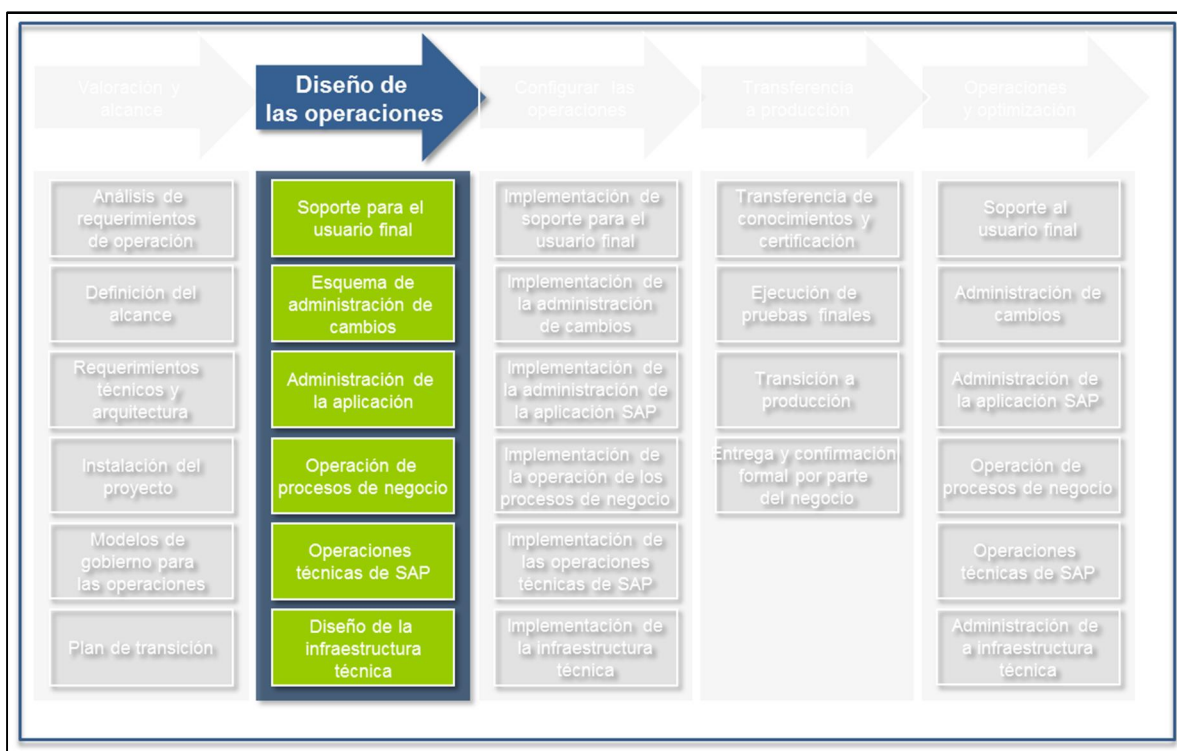 Valoración y
alcance
Diseño de
las operaciones
Configurar las
operaciones
Transferencia
a producción
Operaciones
y optimización
Análisis de
requerimientos
de operación
Definición del
alcance
Requerimientos
técnicos y
arquitectura
Instalación del
proyecto
Modelos de
gobierno para
las operaciones
Plan de transición
Soporte para el
usuario final
Esquema de
administración de
cambios
Administración de
la aplicación
Operación de
procesos de negocio
Operaciones
técnicas de SAP
Diseño de la
infraestructura
técnica
Implementación de
soporte para el
usuario final
Implementación de
la administración
de cambios
Implementación de
la administración de
la aplicación SAP
Implementación de
la operación de los
procesos de negocio
Implementación de
las operaciones
técnicas de SAP
Implementación de
la infraestructura
técnica
Transferencia de
conocimientos y
certificación
Ejecución de
pruebas finales
Transición a
producción
Entrega y confirmación
formal por parte
del negocio
Soporte al
usuario final
Administración de
cambios
Administración de
la aplicación SAP
Operación de
procesos de negocio
Operaciones
técnicas de SAP
Administración de
a infraestructura
técnica